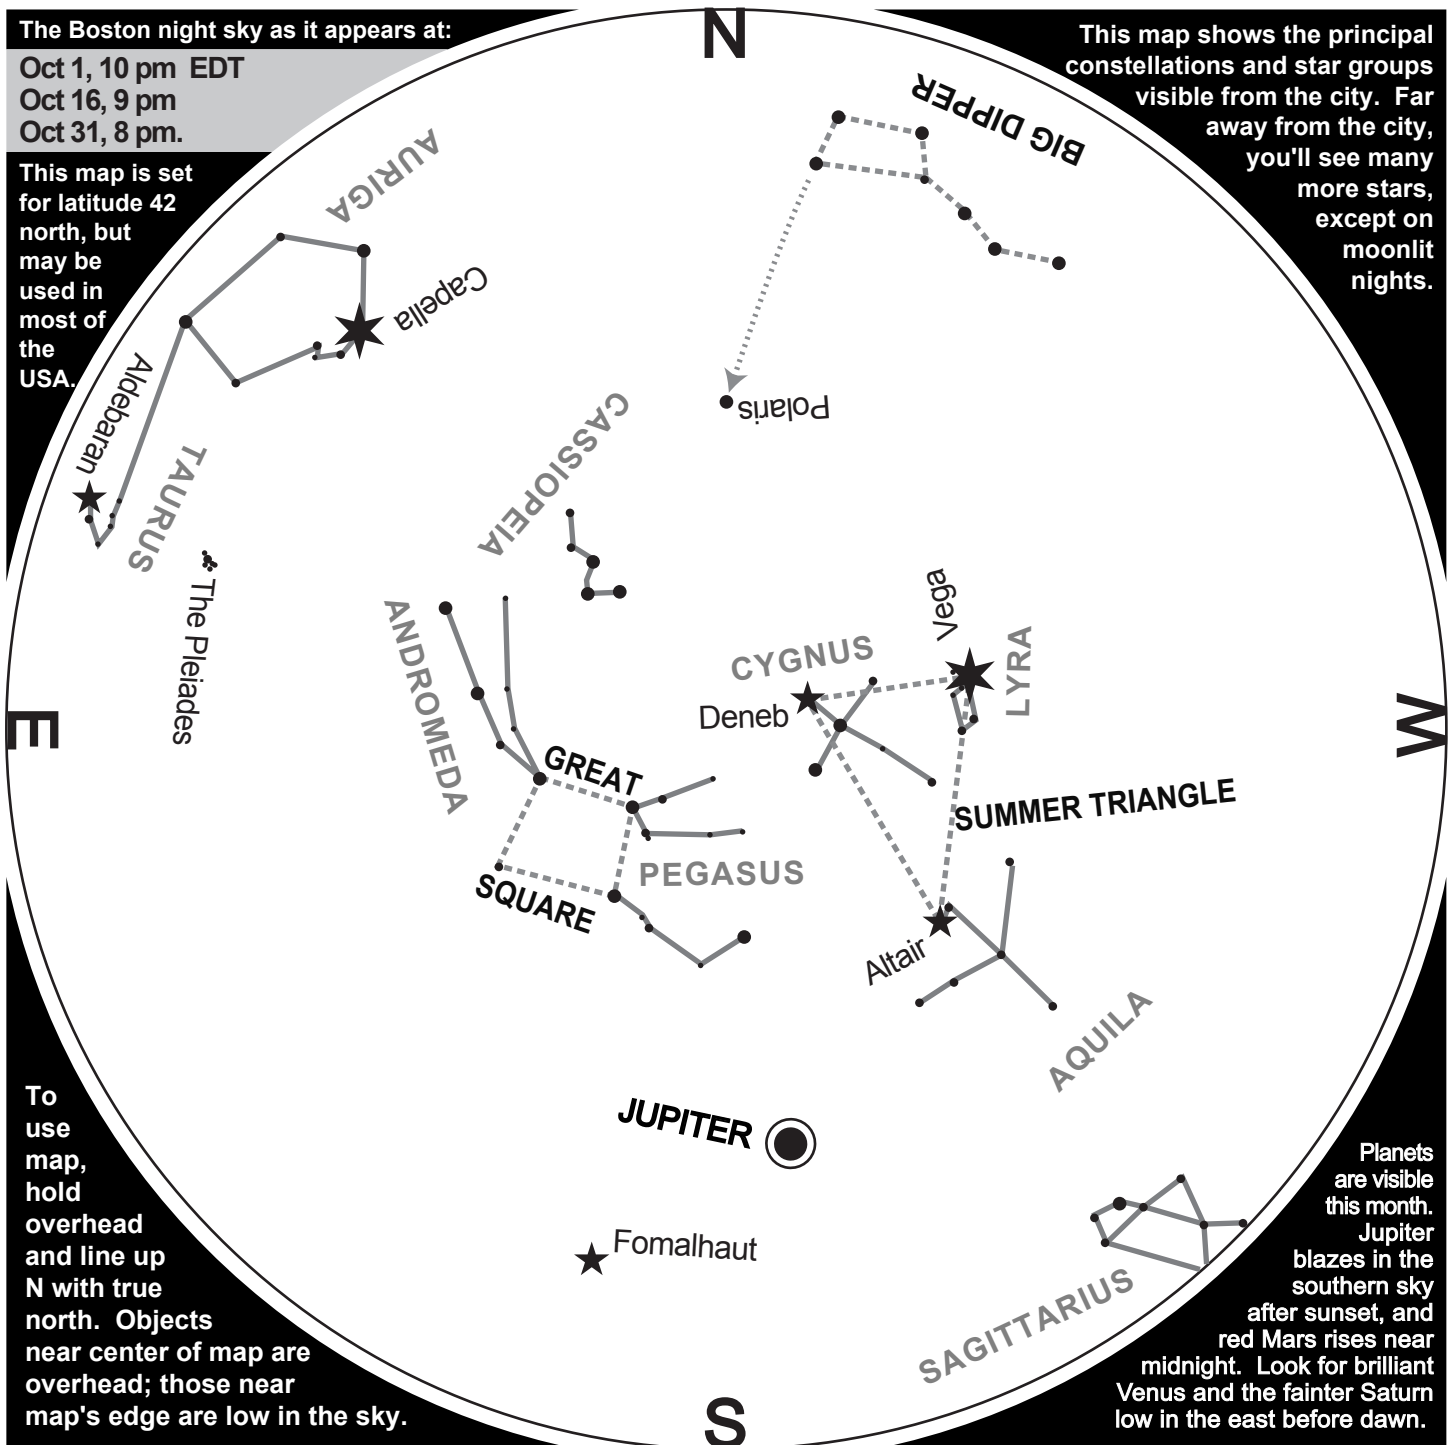 The Boston night sky as it appears at:
Oct 1, 10 pm  EDT
Oct 16, 9 pm
Oct 31, 8 pm.
This map is set
for latitude 42
north, but
may be
used in
most of
the
USA.
N
This map shows the principal
constellations and star groups
visible from the city.  Far
away from the city,
you'll see many
more stars,
except on
moonlit
nights.
BIG DIPPER
AURIGA
Capella
Aldebaran
TAURUS
Polaris
CASSIOPEIA
The Pleiades
ANDROMEDA
Vega
CYGNUS
LYRA
Deneb
E
W
GREAT
SQUARE
PEGASUS
SUMMER TRIANGLE
Altair
AQUILA
JUPITER
Fomalhaut
SAGITTARIUS
To
use
map,
hold
overhead
and line up
N with true
north.  Objects
near center of map are
overhead; those near
map's edge are low in the sky.
S
Planets
are visible
this month.
Jupiter
blazes in the
southern sky
after sunset, and
red Mars rises near
midnight.  Look for brilliant
Venus and the fainter Saturn
low in the east before dawn.